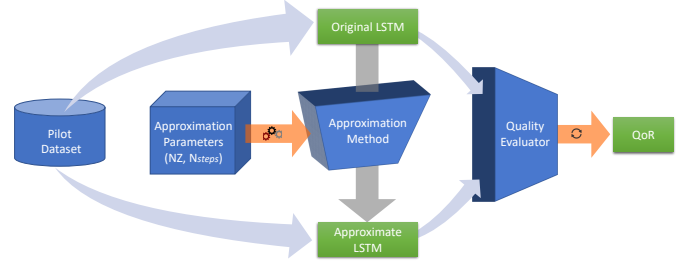 Original LSTM
Pilot
Dataset
Approximation
Parameters
(NZ, Nsteps)
Approximation
Method
Quality
Evaluator
QoR
Approximate
LSTM